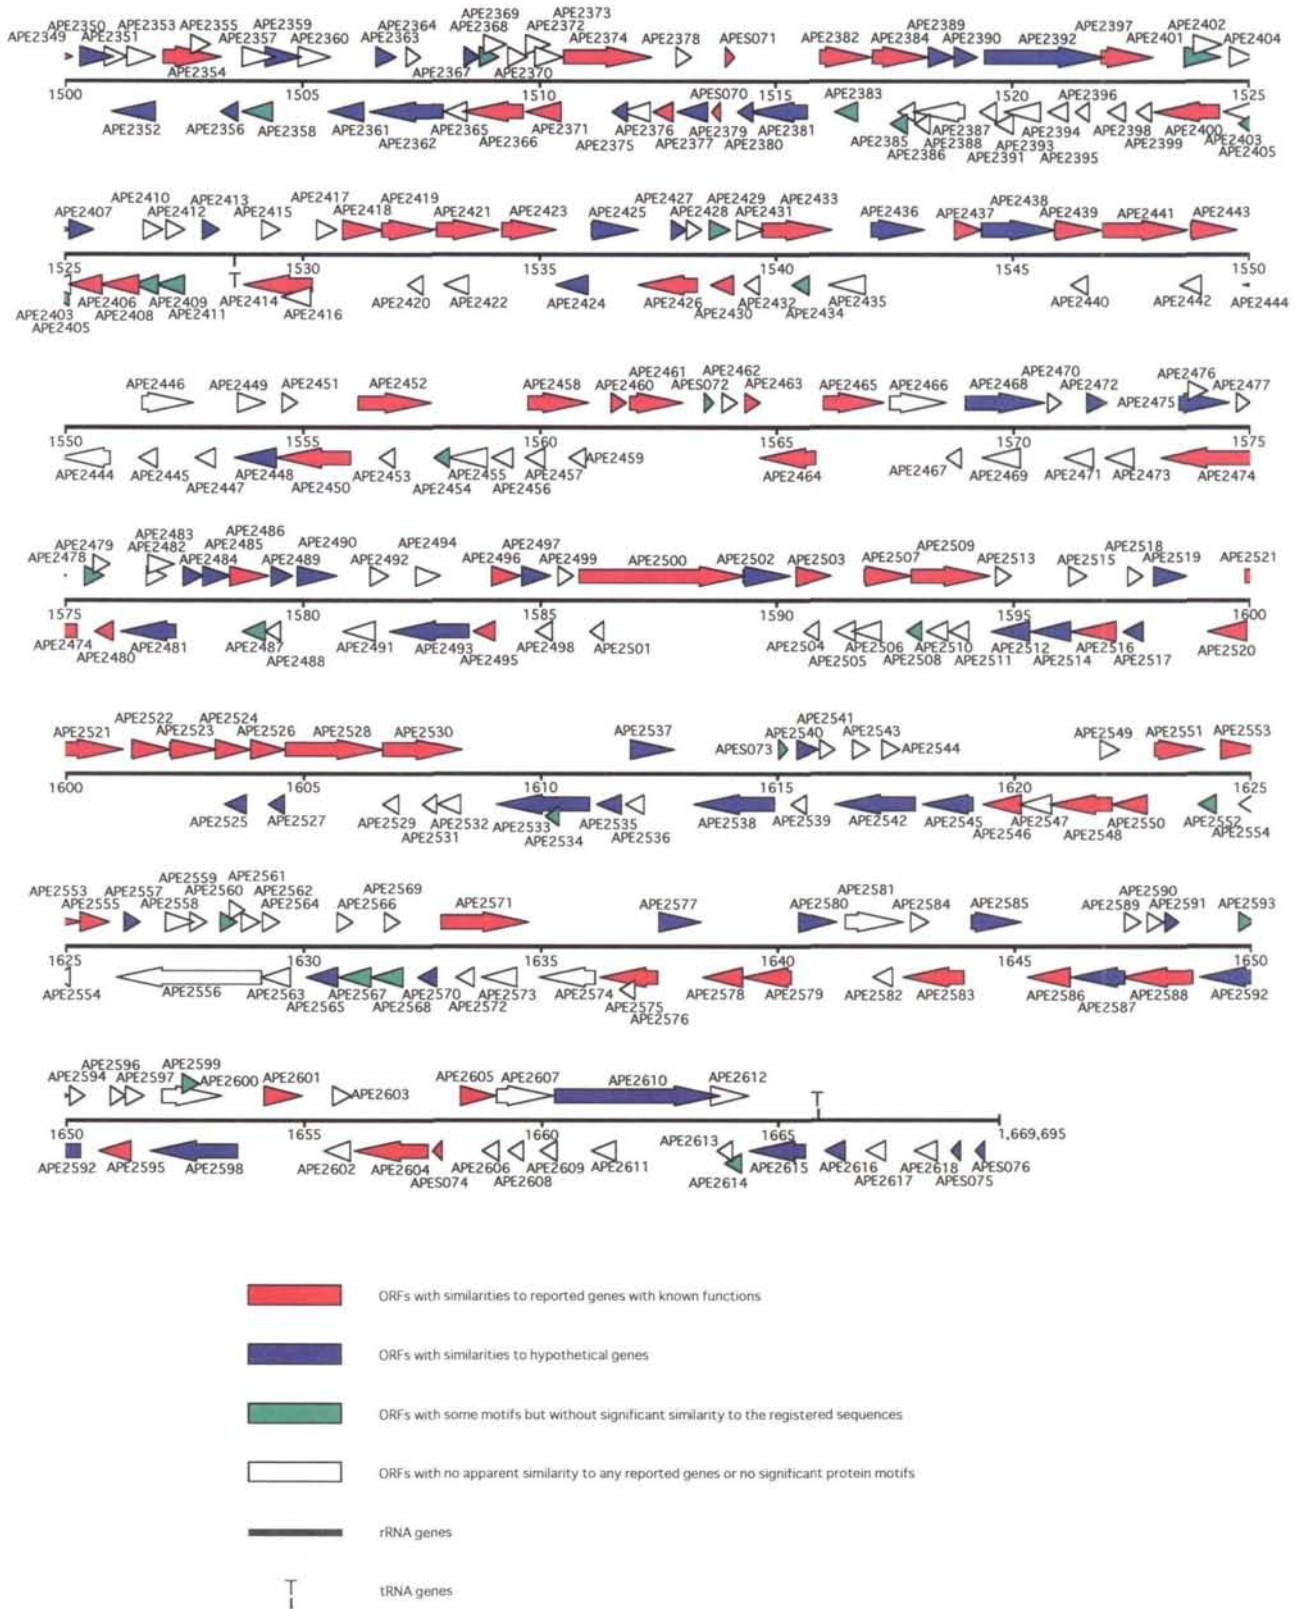 APE2369 APE2373
APE2350 APE2353 APE2355 APE2359 APE2364 APE2368 APE2372 APE2389 APE2397 APE2402
APE2349 APE2351 APE2357 APE2360 APE2363 APE2374 APE2378 APES071 APE2382 APE2384 APE2390 APE2392 APE2401 APE2404
APE2354 APE2367 APE2370
1500 1505 1510 1515 1520 1525
APES070 APE2383 APE2396
APE2352 APE2356 APE2358 APE2361 APE2365 APE2371 APE2376 APE2379 APE2381 APE2385 APE2387 APE2394 APE2398 APE2400 APE2403
APE2362 APE2366 APE2375 APE2377 APE2380 APE2386 APE2388 APE2393 APE2399 APE2405
APE2391 APE2395
APE2410 APE2413 APE2417 APE2419 APE2427 APE2429 APE2433 APE2438
APE2407 APE2412 APE2415 APE2418 APE2421 APE2423 APE2425 APE2428 APE2431 APE2436 APE2437 APE2439 APE2441 APE2443
1525 1530 1535 1540 1545 1550
T
APE2406 APE2409 APE2414 APE2420 APE2422 APE2424 APE2426 APE2432 APE2435 APE2440 APE2442 APE2444
APE2403 APE2408 APE2411 APE2416 APE2430 APE2434
APE2405
APE2461 APE2462 APE2470 APE2476
APE2446 APE2449 APE2451 APE2452 APE2458 APE2460 APES072 APE2463 APE2465 APE2466 APE2468 APE2472 APE2475 APE2477
1550 1555 1560 1565 1570 1575
APE2459
APE2444 APE2445 APE2448 APE2453 APE2455 APE2457 APE2464 APE2467 APE2469 APE2471 APE2473 APE2474
APE2447 APE2450 APE2454 APE2456
APE2483 APE2486
APE2479 APE2482 APE2485 APE2490 APE2494 APE2497 APE2509 APE2518
APE2478 APE2484 APE2489 APE2492 APE2496 APE2499 APE2500 APE2502 APE2503 APE2507 APE2513 APE2515 APE2519 APE2521
1575 1580 1585 1590 1595 1600
APE2474 APE2481 APE2487 APE2491 APE2493 APE2498 APE2501 APE2504 APE2506 APE2510 APE2512 APE2516 APE2520
APE2480 APE2488 APE2495 APE2505 APE2508 APE2511 APE2514 APE2517
APE2522 APE2524 APE2541
APE2521 APE2523 APE2526 APE2528 APE2530 APE2537 APES073 APE2540 APE2543 APE2544 APE2549 APE2551 APE2553
1600 1605 1610 1615 1620 1625
APE2525 APE2527 APE2529 APE2532 APE2533 APE2535 APE2538 APE2539 APE2542 APE2545 APE2547 APE2550 APE2552
APE2531 APE2534 APE2536 APE2546 APE2548 APE2554
APE2559 APE2561
APE2553 APE2557 APE2560 APE2562 APE2569 APE2581 APE2590
APE2555 APE2558 APE2564 APE2566 APE2571 APE2577 APE2580 APE2584 APE2585 APE2589 APE2591 APE2593
1625 1630 1635 1640 1645 1650
APE2554 APE2556 APE2563 APE2567 APE2570 APE2573 APE2574 APE2575 APE2578 APE2579 APE2582 APE2583 APE2586 APE2588 APE2592
APE2565 APE2568 APE2572 APE2576 APE2587
APE2596 APE2599
APE2594 APE2597 APE2600 APE2601 APE2603 APE2605 APE2607 APE2610 APE2612
T
1650 1655 1660 1665 1,669,695
APE2592 APE2595 APE2598 APE2602 APE2604 APE2606 APE2609 APE2611 APE2613 APE2615 APE2616 APE2618 APES076
APES074 APE2608 APE2614 APE2617 APES075
ORFs with similarities to reported genes with known functions
ORFs with similarities to hypothetical genes
ORFs with some motifs but without significant similarity to the registered sequences
ORFs with no apparent similarity to any reported genes or no significant protein motifs
rRNA genes
T tRNA genes